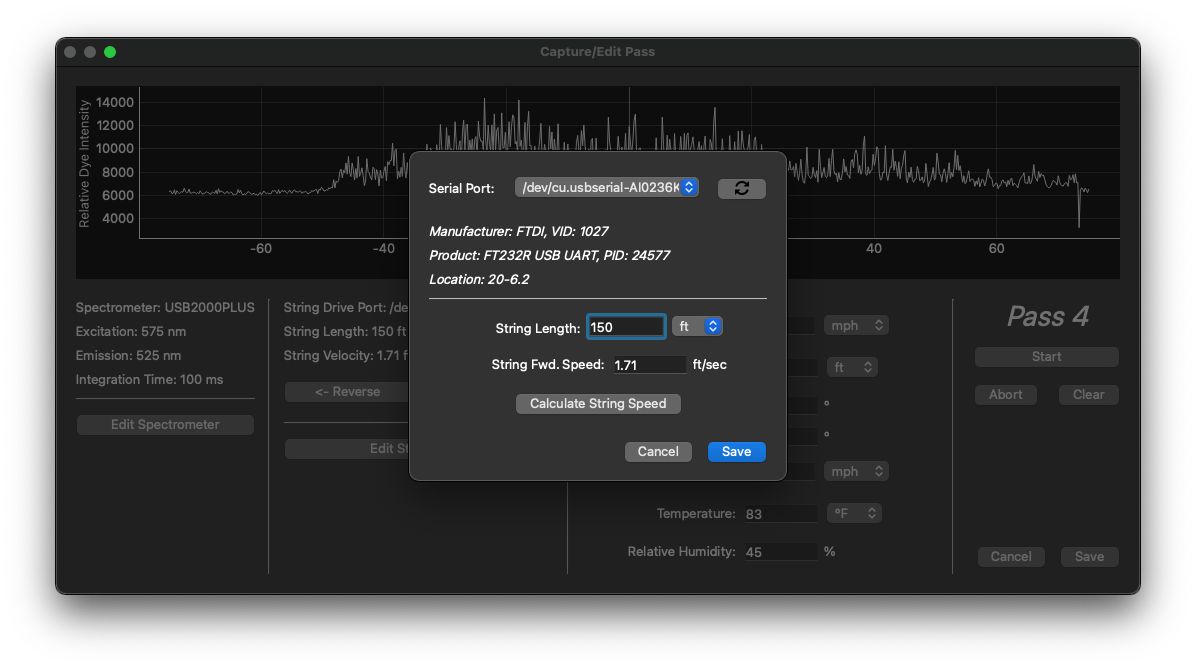 Capture/Edit Pass
Relative Dye Intensity
14000
12000
10000
8000
6000
4000
-60
-40
40
60
Serial Port: /dev/cu.usbserial-AI0236K
Manufacturer: FTDI, VID: 1027
Product: FT232R USB UART, PID: 24577
Location: 20-6.2
String Length: 150 ft
String Fwd. Speed: 1.71 ft/sec
Calculate String Speed
Cancel Save
Spectrometer: USB2000PLUS
Excitation: 575 nm
Emission: 525 nm
Integration Time: 100 ms
Edit Spectrometer
String Drive Port: /de
String Length: 150 ft
String Velocity: 1.71 f
<- Reverse
Edit St
mph
ft
°
°
mph
Temperature: 83 °F
Relative Humidity: 45 %
Pass 4
Start
Abort Clear
Cancel Save